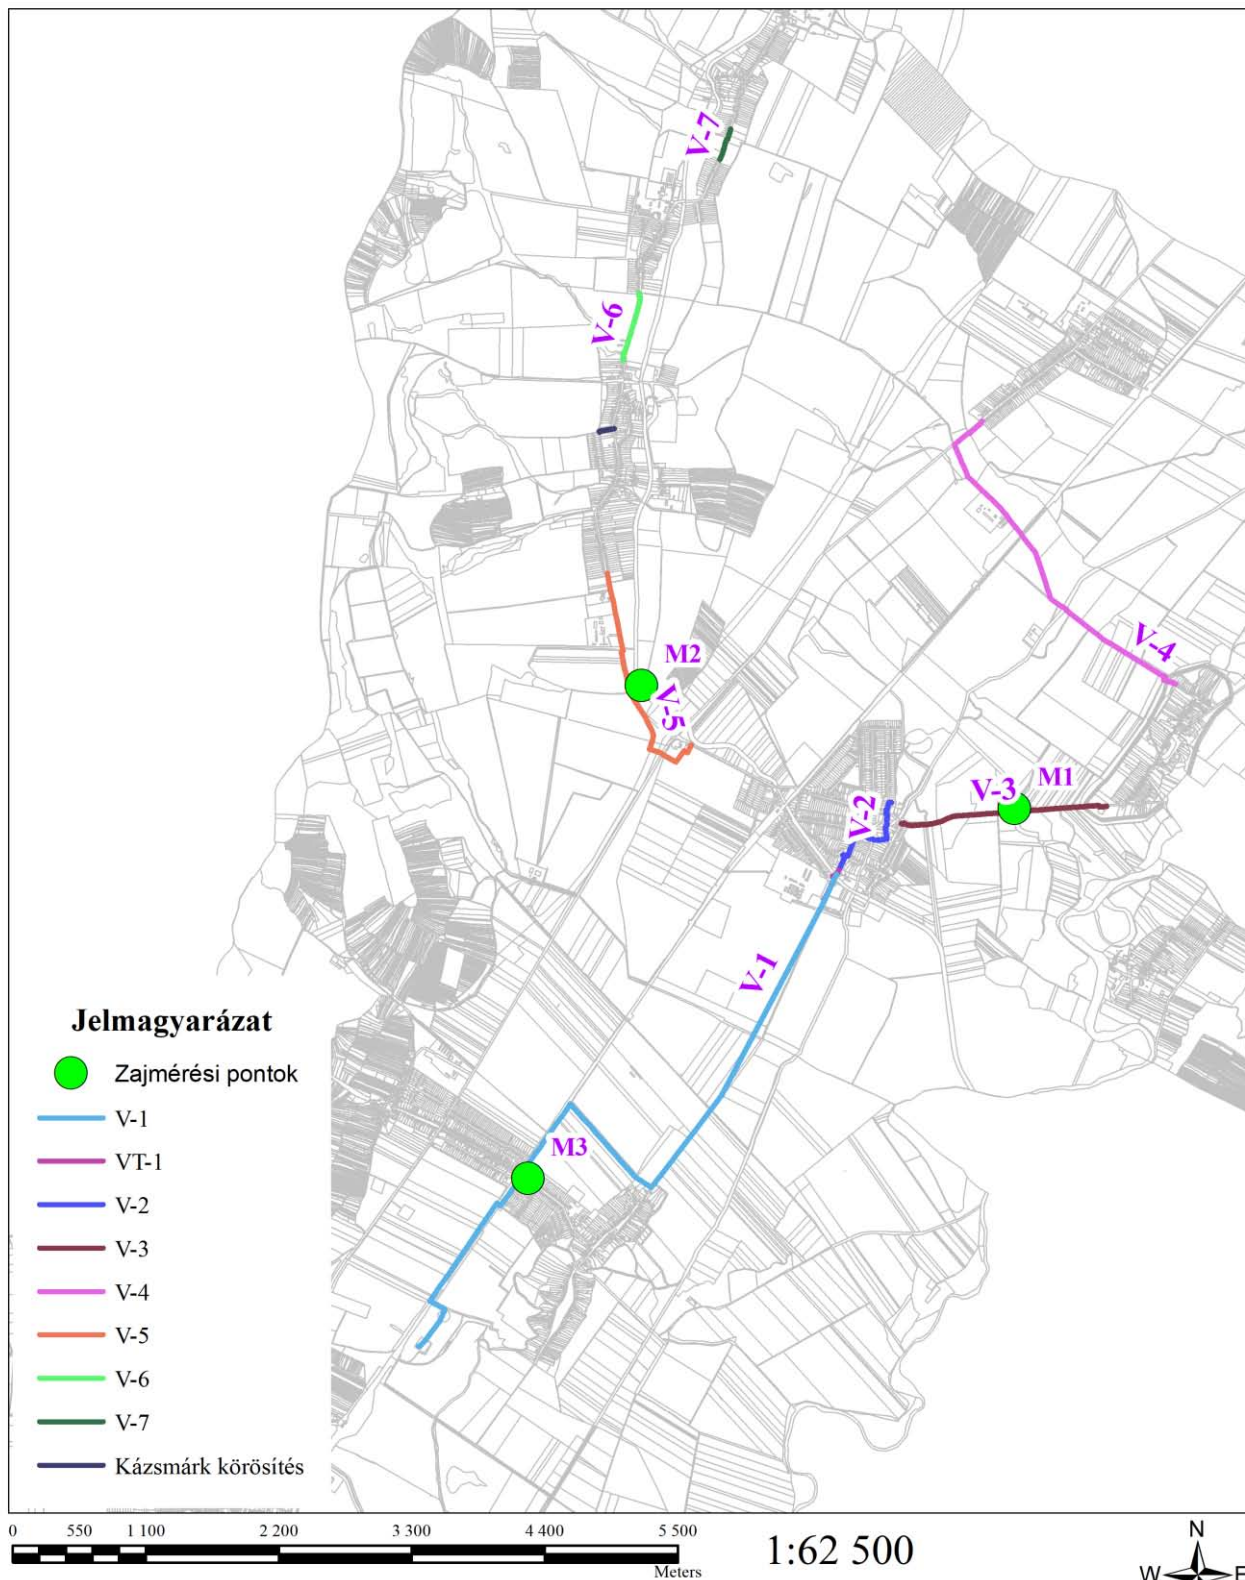 V-7
V-6
V-4
M2
V-5
V-3
M1
V-2
V-1
M3
Jelmagyarázat
Zajmérési pontok
V-1
VT-1
V-2
V-3
V-4
V-5
V-6
V-7
Kázsmárk körösítés
0 550 1 100 2 200 3 300 4 400 5 500
Meters
1:62 500
N
W E